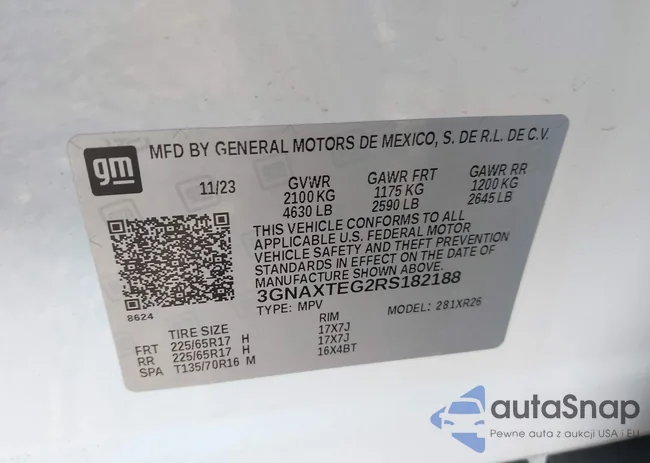 gm
MFD BY GENERAL MOTORS DE MEXICO, S. DE R.L. DE C.V.
11/23 GVWR GAWR FRT GAWR RR
2100 KG 1175 KG 1200 KG
4630 LB 2590 LB 2645 LB
THIS VEHICLE CONFORMS TO ALL
APPLICABLE U.S. FEDERAL MOTOR
VEHICLE SAFETY AND THEFT PREVENTION
STANDARDS IN EFFECT ON THE DATE OF
MANUFACTURE SHOWN ABOVE.
3GNAXTEG2RS182188
8624
TYPE: MPV MODEL: 281XR26
TIRE SIZE RIM
FRT 225/65R17 H 17X7J
RR 225/65R17 H 17X7J
SPA T135/70R16 M 16X4BT
autaSnap
Pewne auta z aukcji USA i EU